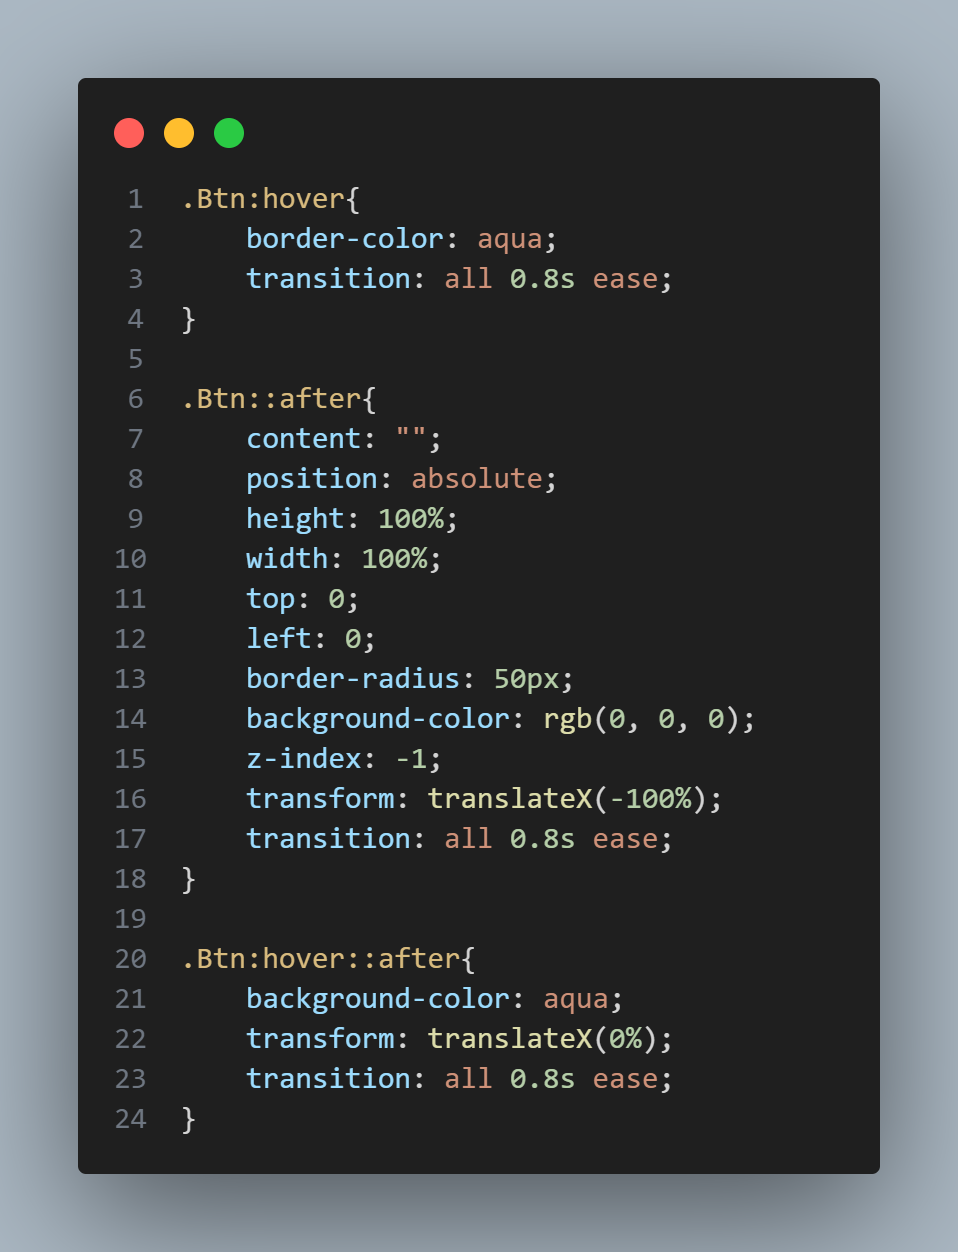 1 .Btn:hover{
2     border-color: aqua;
3     transition: all 0.8s ease;
4 }
5
6 .Btn::after{
7     content: "";
8     position: absolute;
9     height: 100%;
10     width: 100%;
11     top: 0;
12     left: 0;
13     border-radius: 50px;
14     background-color: rgb(0, 0, 0);
15     z-index: -1;
16     transform: translateX(-100%);
17     transition: all 0.8s ease;
18 }
19
20 .Btn:hover::after{
21     background-color: aqua;
22     transform: translateX(0%);
23     transition: all 0.8s ease;
24 }